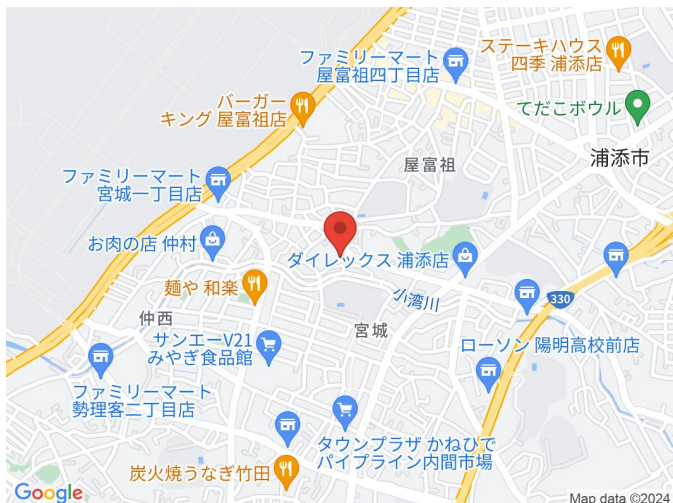 ファミリーマート
屋富祖四丁目店
ステーキハウス
四季 浦添店
バーガー
キング 屋富祖店
てだこボウル
屋富祖
浦添市
ファミリーマート
宮城一丁目店
お肉の店 仲村
ダイレックス 浦添店
麺や 和楽
小湾川
330
仲西
宮城
サンエーV21
みやぎ食品館
ローソン 陽明高校前店
ファミリーマート
勢理客二丁目店
タウンプラザ かねひで
パイプライン内間市場
炭火焼うなぎ竹田
Google
Map data ©2024